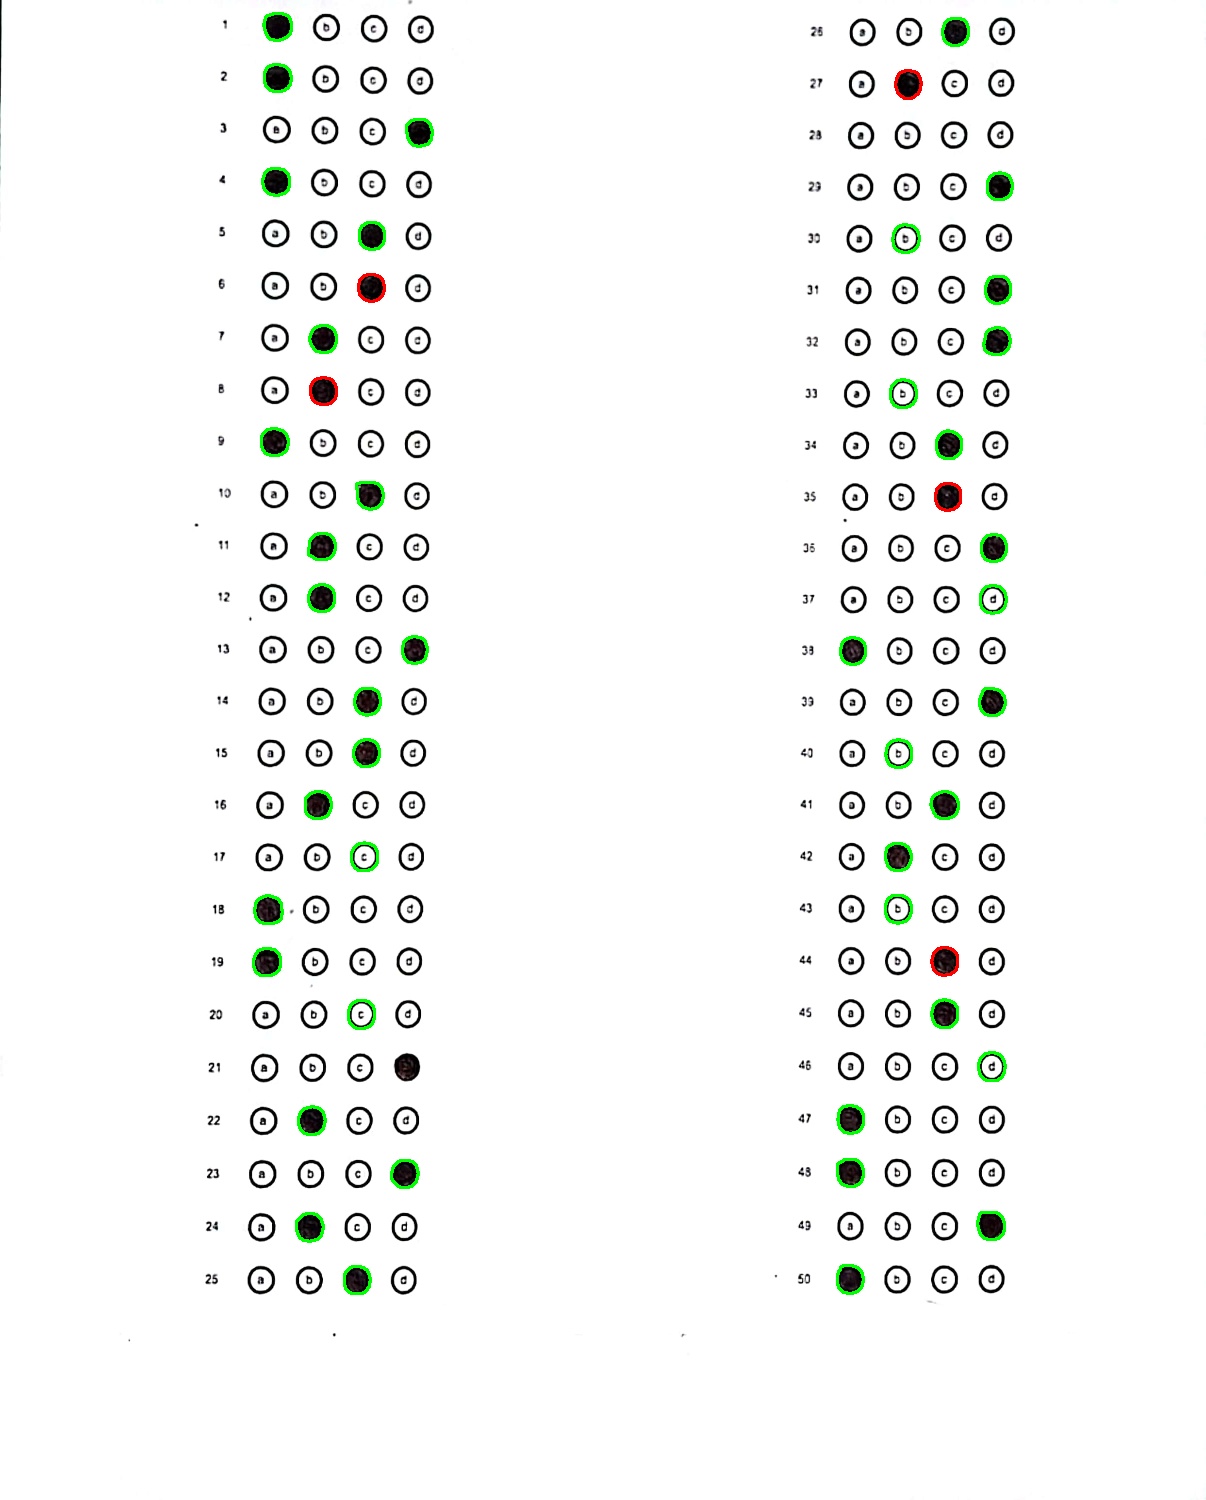 1 b c d
2 b c d
3 a b c
4 b c d
5 a b d
6 a b d
7 a c d
8 a c d
9 b c d
10 a b d
11 a c d
12 a c d
13 a b c
14 a b d
15 a b d
16 a c d
17 a b c d
18 b c d
19 b c d
20 a b c d
21 a b c
22 a c d
23 a b c
24 a c d
25 a b d
26 a b d
27 a c d
28 a b c d
29 a b c
30 a b c d
31 a b c
32 a b c
33 a b c d
34 a b d
35 a b d
36 a b c
37 a b c d
38 b c d
39 a b c
40 a b c d
41 a b d
42 a c d
43 a b c d
44 a b d
45 a b d
46 a b c d
47 b c d
48 b c d
49 a b c
50 b c d